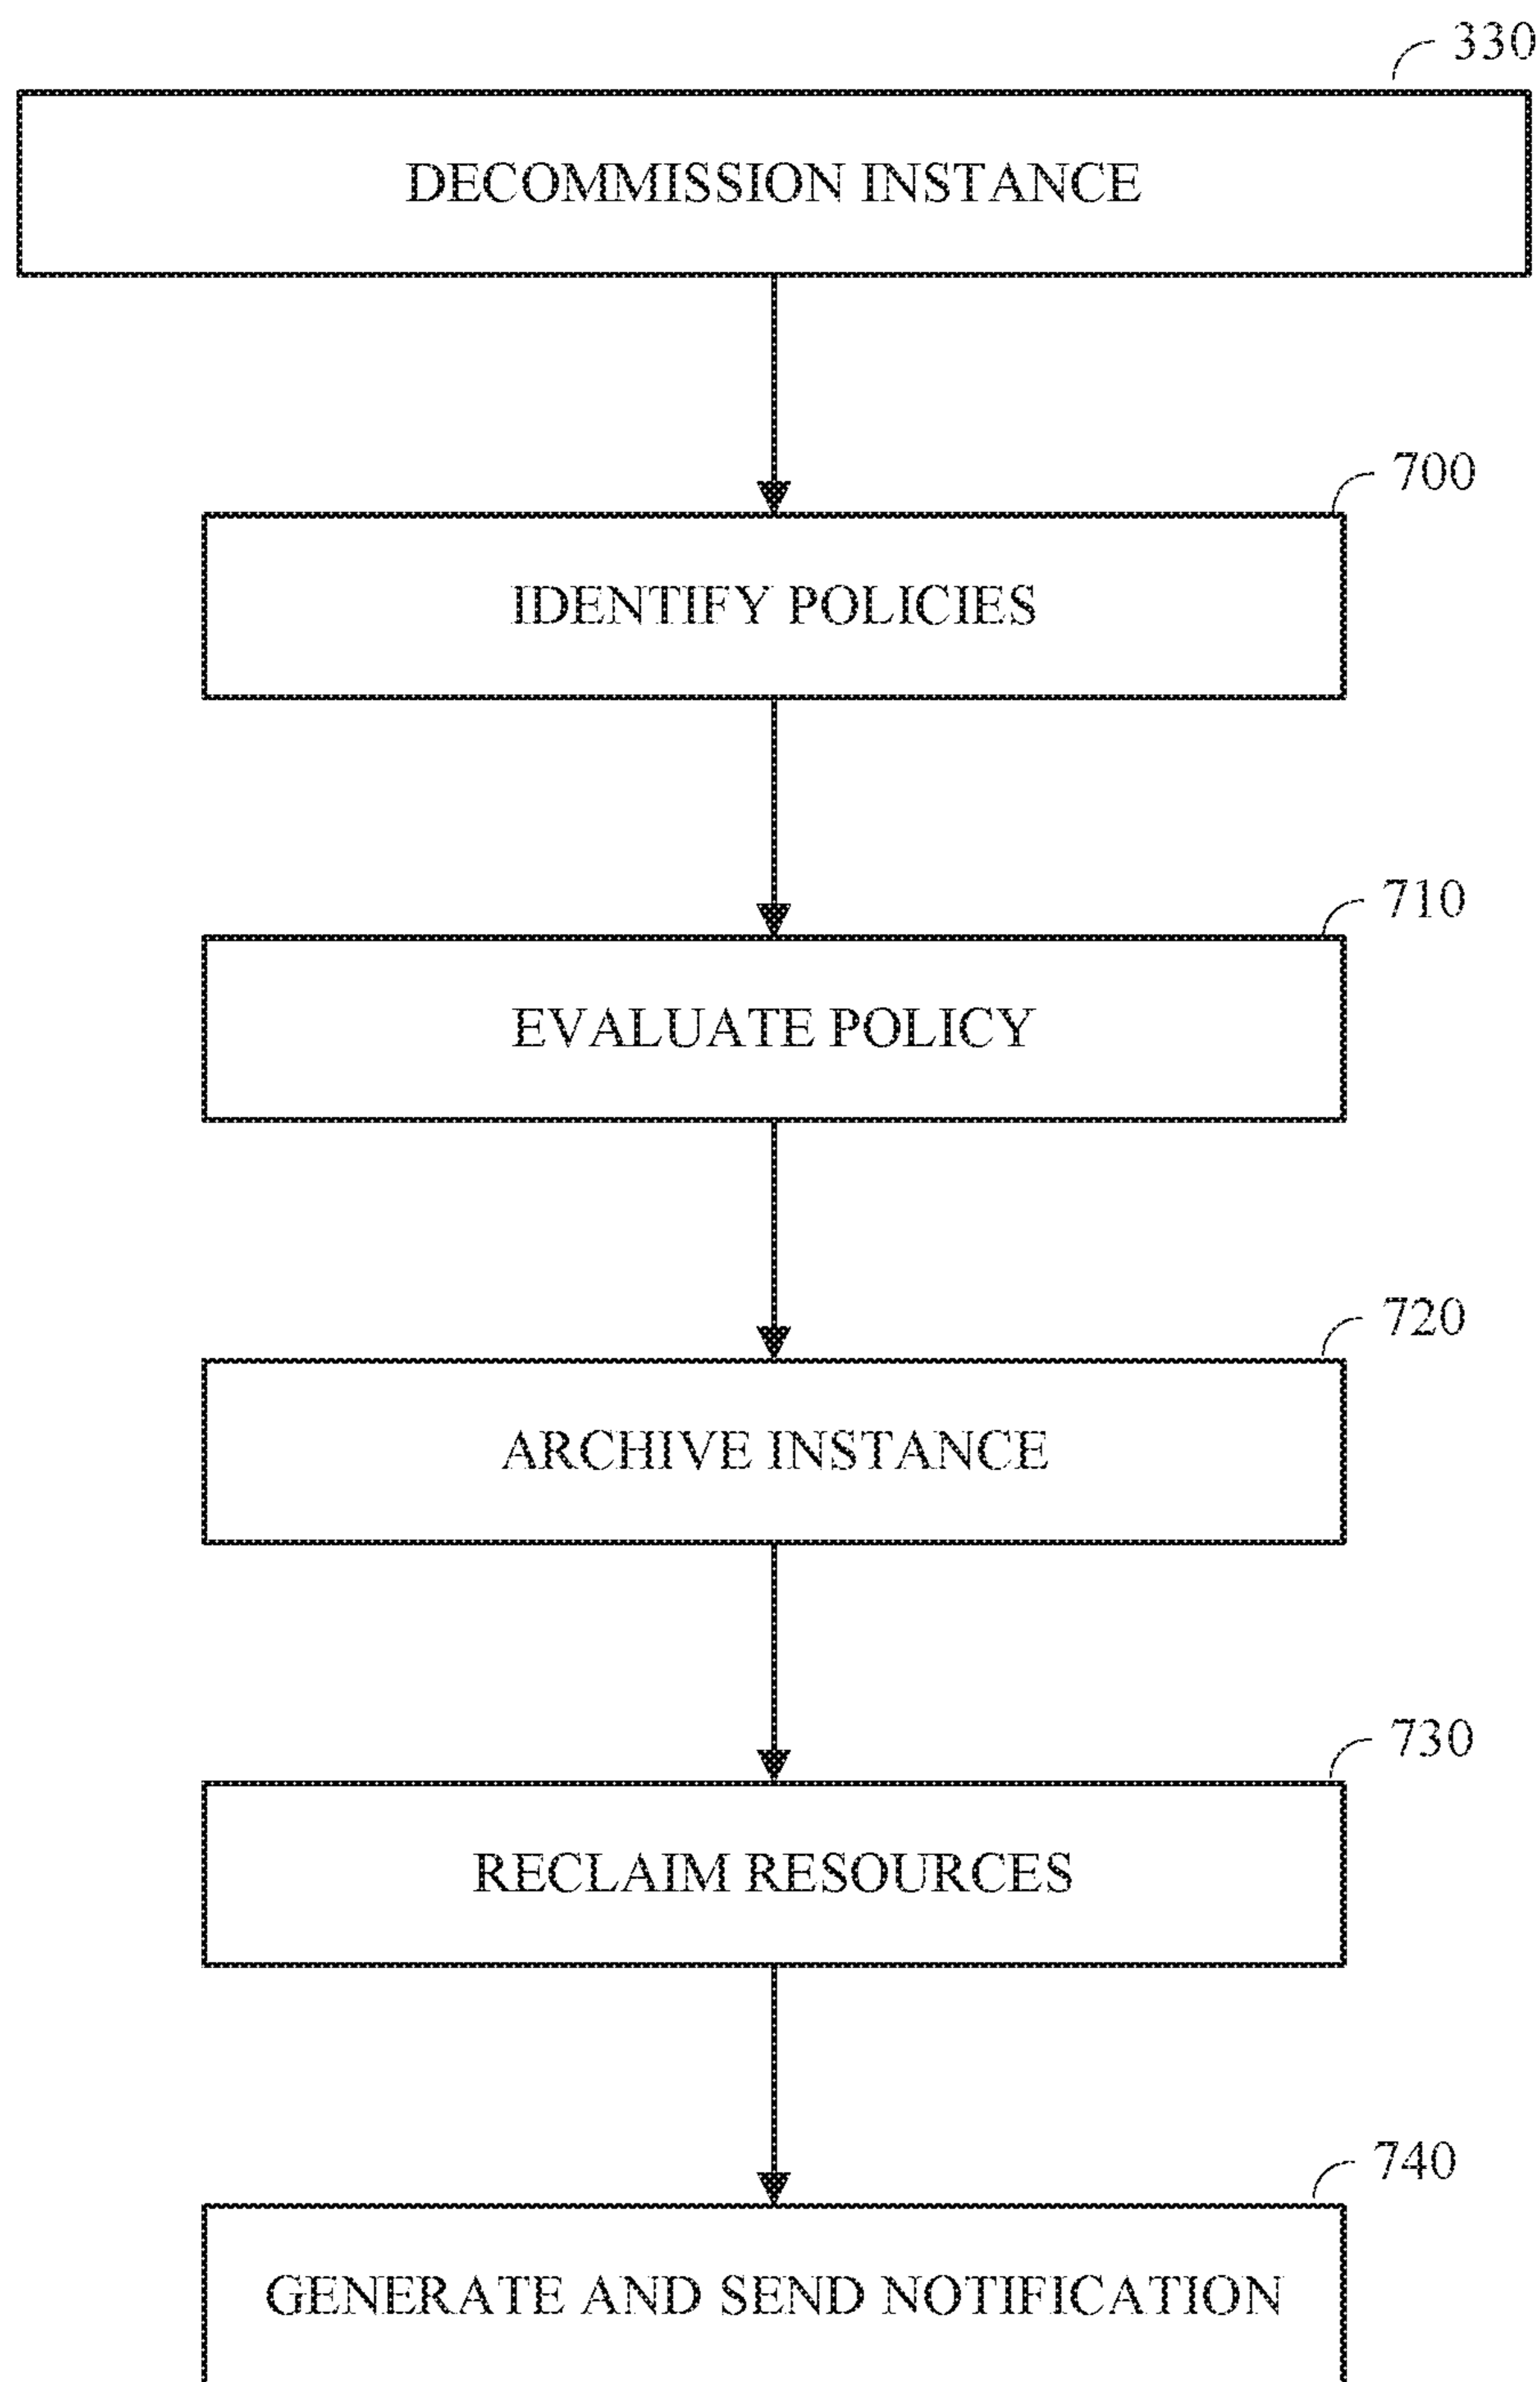 330
DECOMMISSION INSTANCE
700
IDENTIFY POLICIES
710
EVALUATE POLICY
720
ARCHIVE INSTANCE
730
RECLAIM RESOURCES
740
GENERATE AND SEND NOTIFICATION